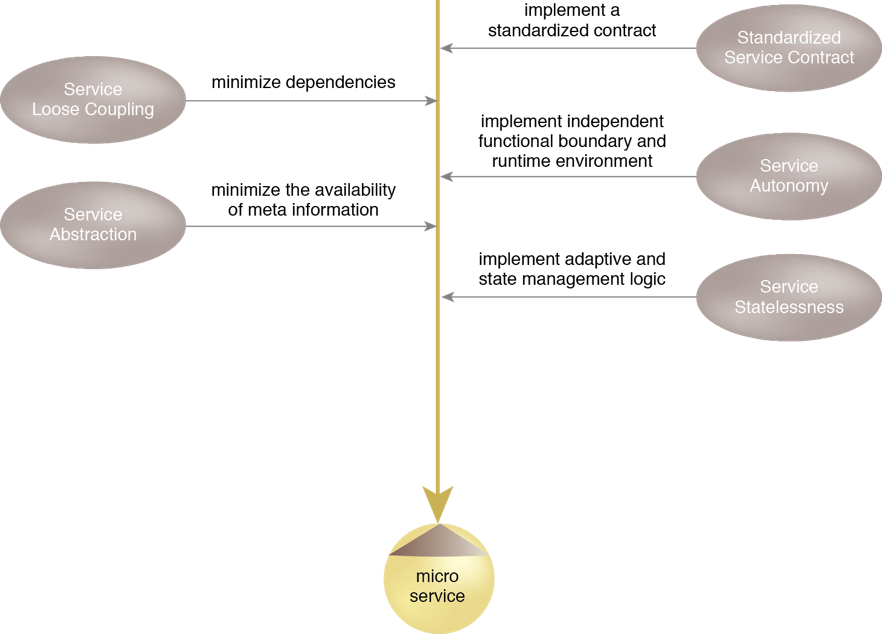 implement a
standardized contract
Standardized
Service Contract
Service
Loose Coupling
minimize dependencies
implement independent
functional boundary and
runtime environment
Service
Autonomy
Service
Abstraction
minimize the availability
of meta information
implement adaptive and
state management logic
Service
Statelessness
micro
service